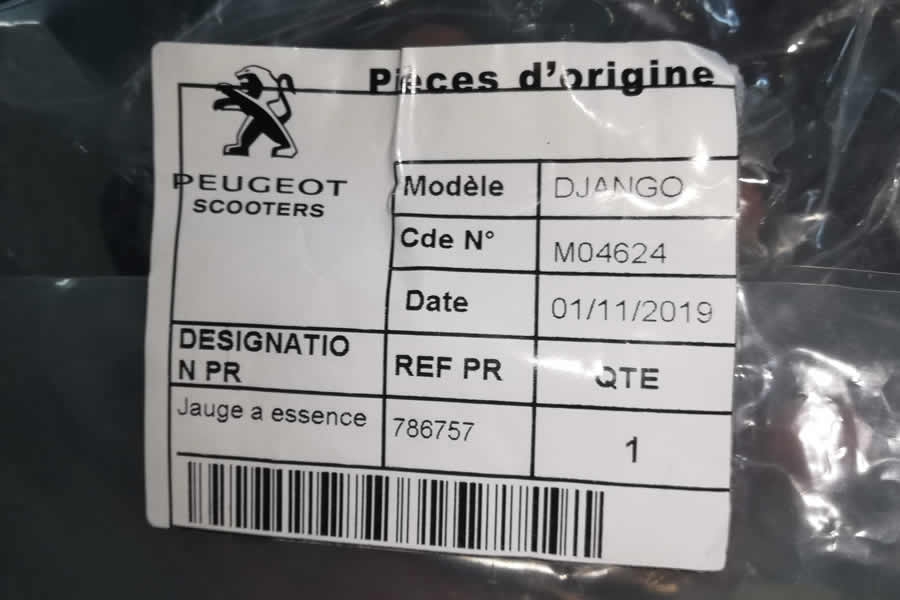 Pièces d'origine
PEUGEOT
SCOOTERS
Modèle DJANGO
Cde N° M04624
Date 01/11/2019
DESIGNATIO
N PR
REF PR QTE
Jauge a essence 786757 1